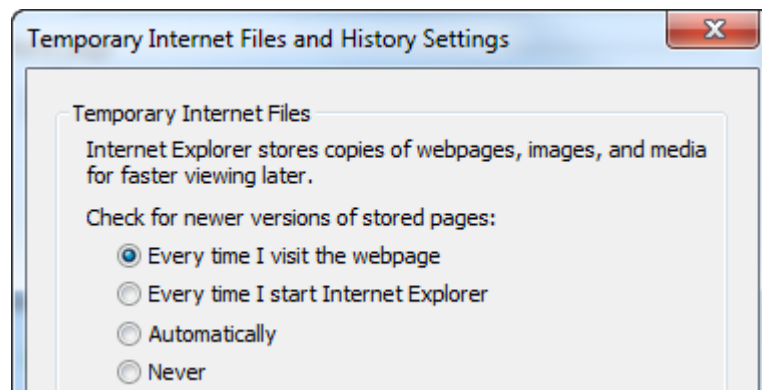 Temporary Internet Files and History Settings
Temporary Internet Files
Internet Explorer stores copies of webpages, images, and media
for faster viewing later.
Check for newer versions of stored pages:
Every time I visit the webpage
Every time I start Internet Explorer
Automatically
Never